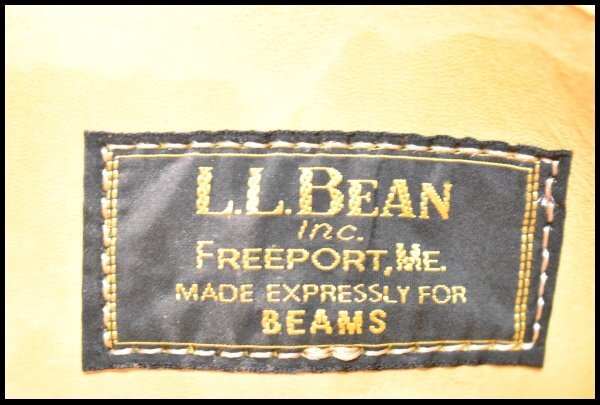 L.L.BEAN
inc.
FREEPORT, ME.
MADE EXPRESSLY FOR
BEAMS